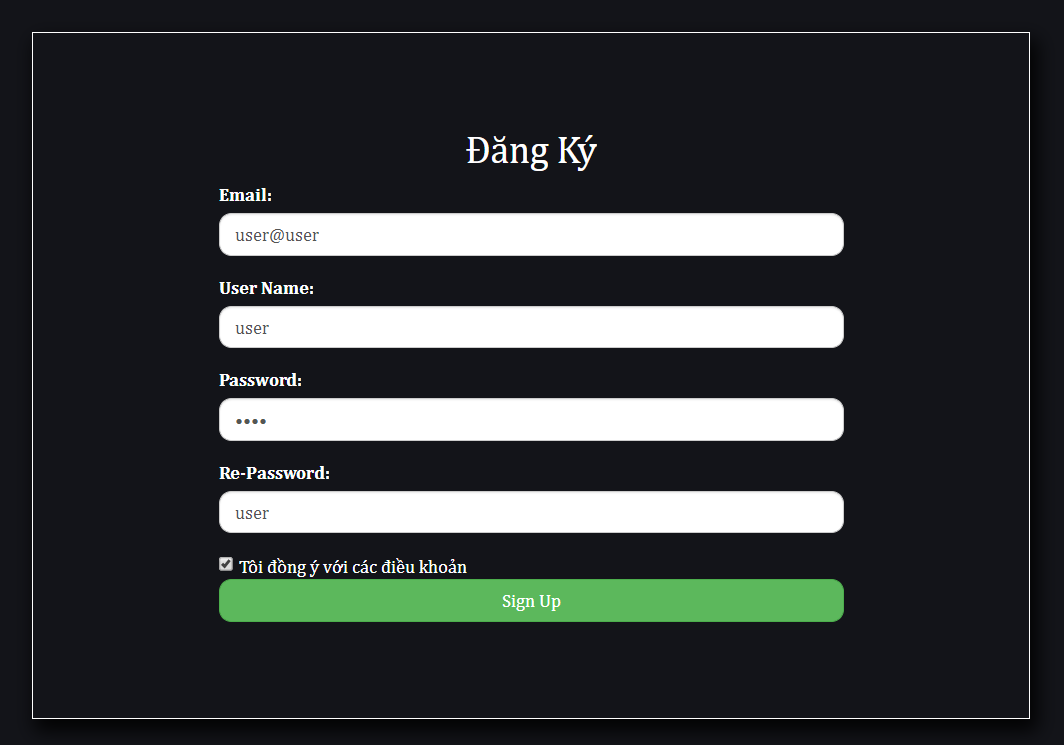 Đăng Ký
Email:
user@user
User Name:
user
Password:
••••
Re-Password:
user
Tôi đồng ý với các điều khoản
Sign Up